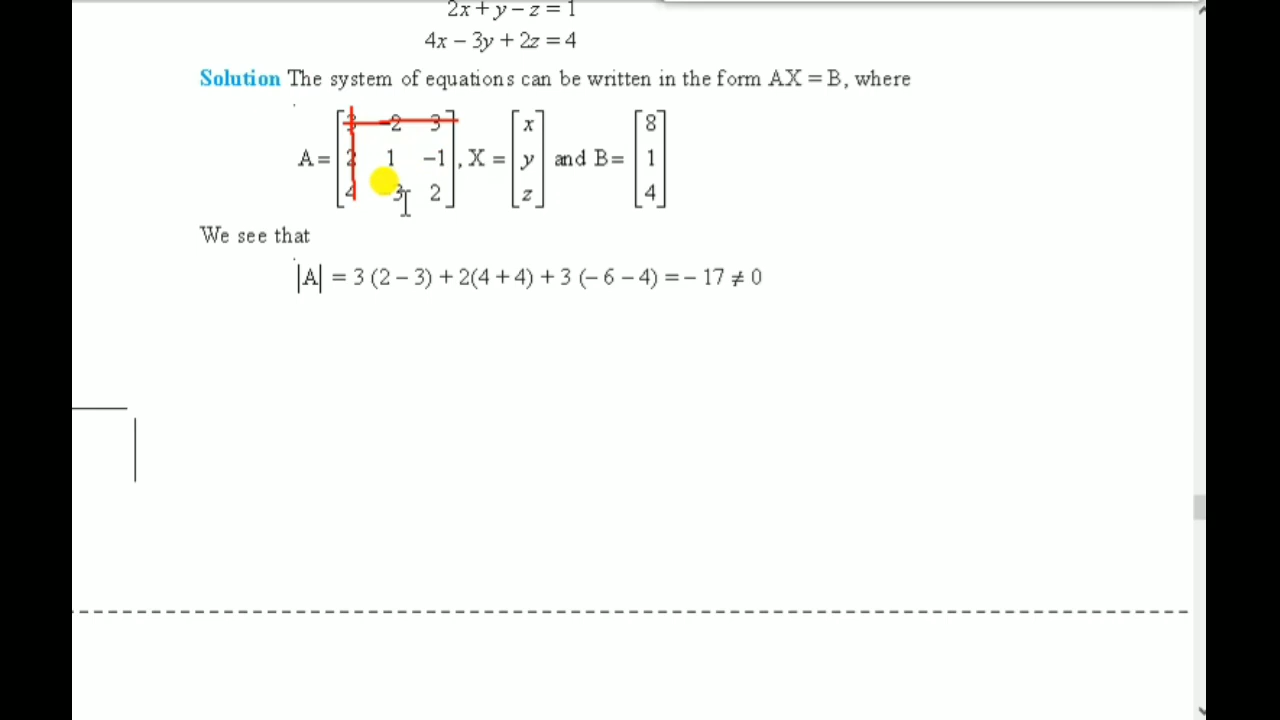 2x + y – z = 1
4x – 3y + 2z = 4
Solution The system of equations can be written in the form AX = B, where
A = [3 –2 3
2 1 –1
4 3 2], X = [x
y
z] and B = [8
1
4]
We see that
|A| = 3 (2 – 3) + 2(4 + 4) + 3 (– 6 – 4) = – 17 ≠ 0